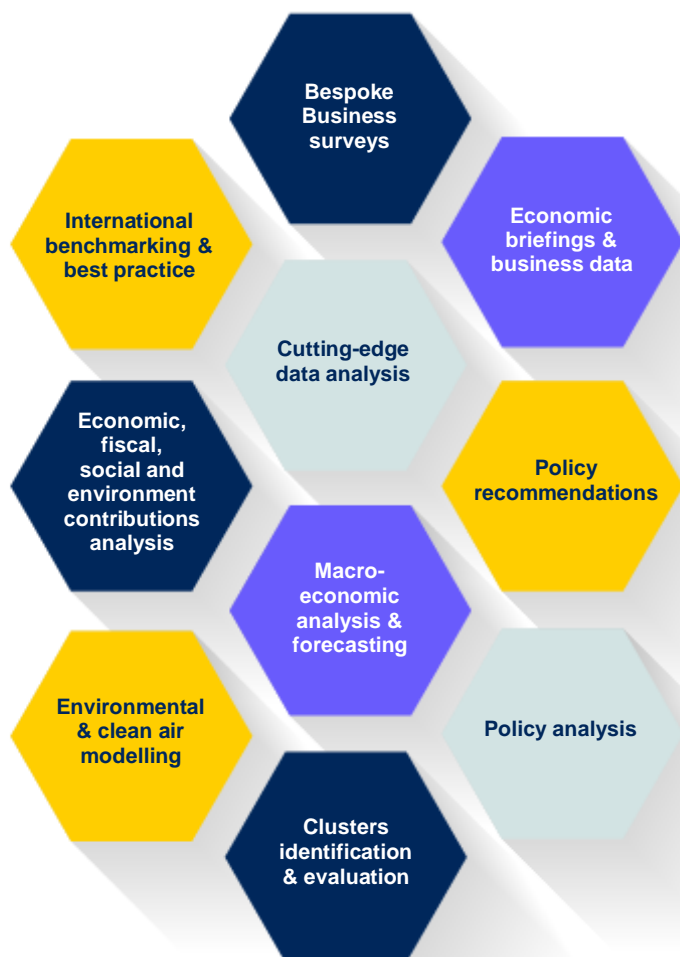 Bespoke
Business
surveys
International
benchmarking &
best practice
Economic
briefings &
business data
Cutting-edge
data analysis
Economic,
fiscal,
social and
environment
contributions
analysis
Policy
recommendations
Macro-
economic
analysis &
forecasting
Environmental
& clean air
modelling
Policy analysis
Clusters
identification
& evaluation